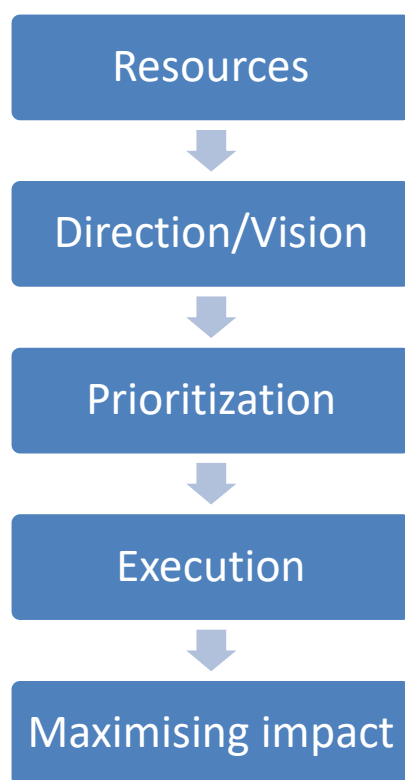 Resources
Direction/Vision
Prioritization
Execution
Maximising impact